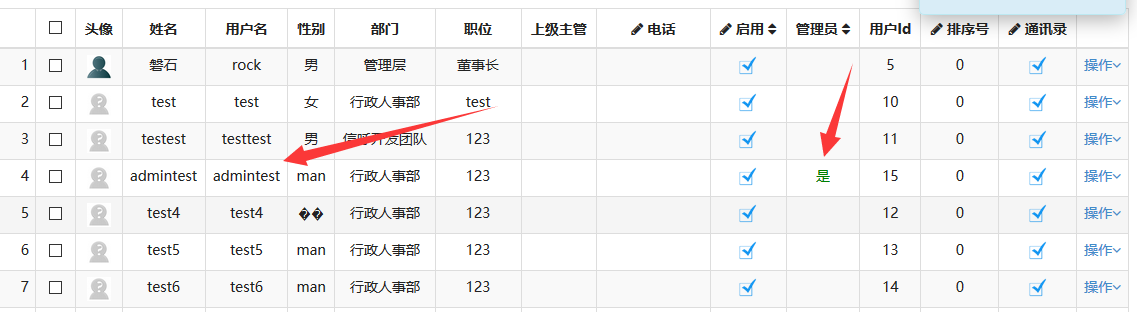 头像 姓名 用户名 性别 部门 职位 上级主管 电话 启用 管理员 用户Id 排序号 通讯录
1 磐石 rock 男 管理层 董事长 5 0 操作
2 test test 女 行政人事部 test 10 0 操作
3 testest testtest 男 信呼开发团队 123 11 0 操作
4 admintest admintest man 行政人事部 123 是 15 0 操作
5 test4 test4 �� 行政人事部 123 12 0 操作
6 test5 test5 man 行政人事部 123 13 0 操作
7 test6 test6 man 行政人事部 123 14 0 操作